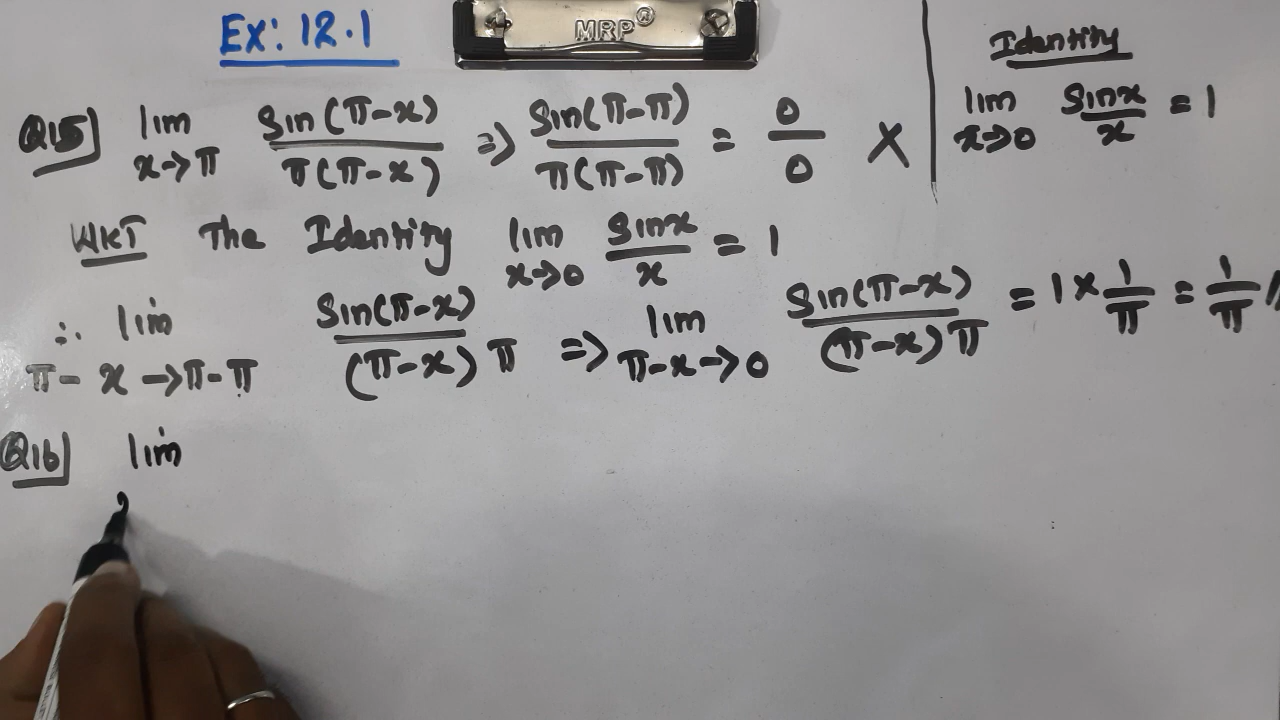 Ex: 12.1
MRP®
Identity
lim x→0 sinx/x = 1
Q15] lim x→π sin(π-x)/π(π-x) ⇒ sin(π-π)/π(π-π) = 0/0 ×
WKT The Identity lim x→0 sinx/x = 1
∴ lim π-x→π-π sin(π-x)/(π-x)π ⇒ lim π-x→0 sin(π-x)/(π-x)π = 1×1/π = 1/π //
Q16] lim